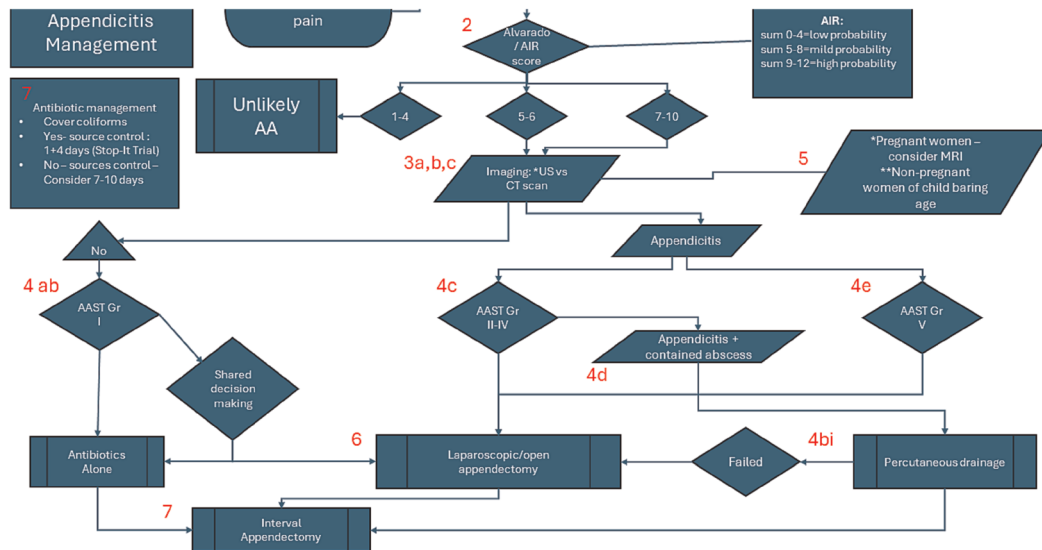 Appendicitis
Management
pain
2
Alvarado
/ AIR
score
AIR:
sum 0-4=low probability
sum 5-8=mild probability
sum 9-12=high probability
7
Antibiotic management
• Cover coliforms
• Yes- source control :
1+4 days (Stop-It Trial)
• No – sources control –
Consider 7-10 days
Unlikely
AA
1-4
5-6
7-10
3a,b,c
Imaging: *US vs
CT scan
5
*Pregnant women –
consider MRI
**Non-pregnant
women of child baring
age
No
Appendicitis
4 ab
AAST Gr
I
4c
AAST Gr
II-IV
4e
AAST Gr
V
Appendicitis +
contained abscess
4d
Shared
decision
making
Antibiotics
Alone
6
Laparoscopic/open
appendectomy
Failed
4bi
Percutaneous drainage
7
Interval
Appendectomy